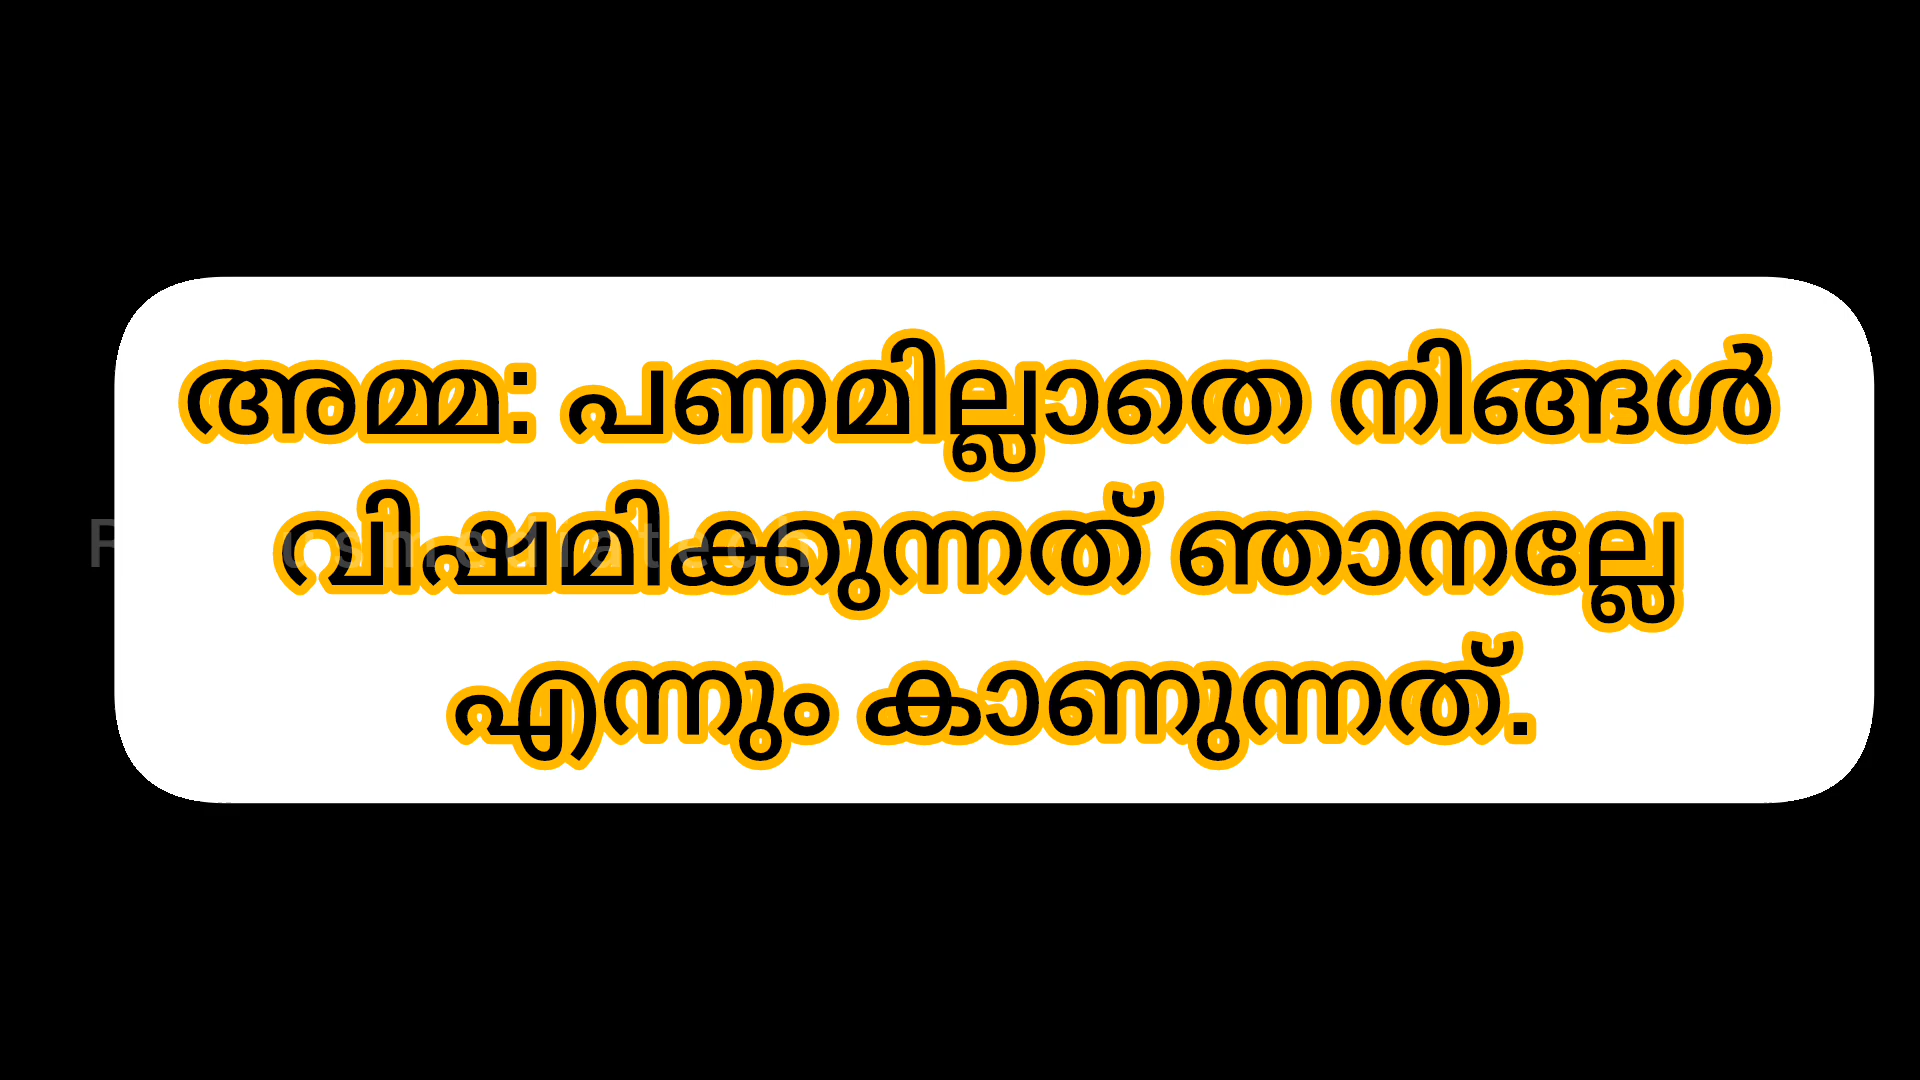 അമ്മ: പണമില്ലാതെ നിങ്ങൾ
വിഷമിക്കുന്നത് ഞാനല്ലേ
എന്നും കാണുന്നത്.